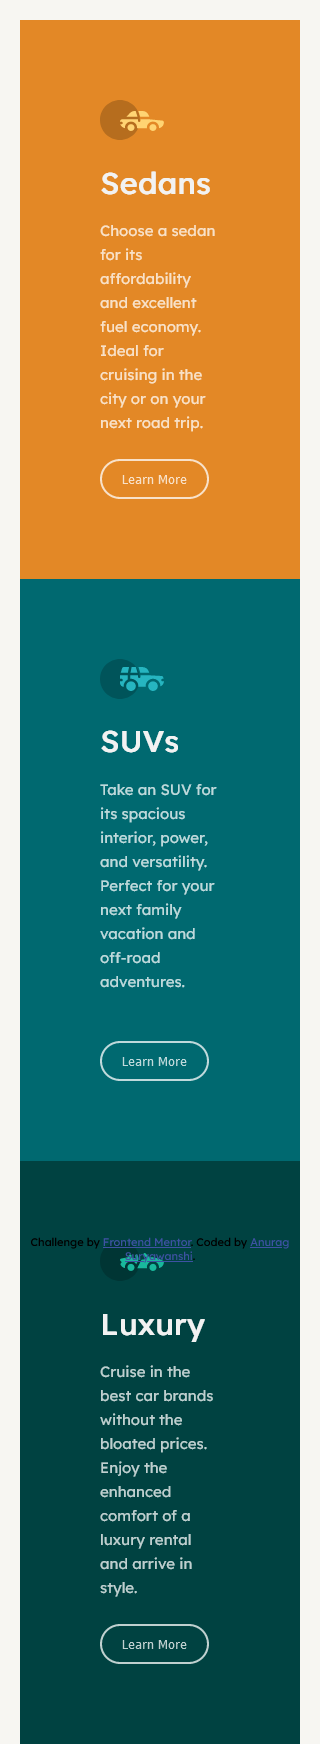 Sedans
Choose a sedan
for its
affordability
and excellent
fuel economy.
Ideal for
cruising in the
city or on your
next road trip.
Learn More
SUVs
Take an SUV for
its spacious
interior, power,
and versatility.
Perfect for your
next family
vacation and
off-road
adventures.
Learn More
Challenge by Frontend Mentor. Coded by Anurag
Suryawanshi.
Luxury
Cruise in the
best car brands
without the
bloated prices.
Enjoy the
enhanced
comfort of a
luxury rental
and arrive in
style.
Learn More